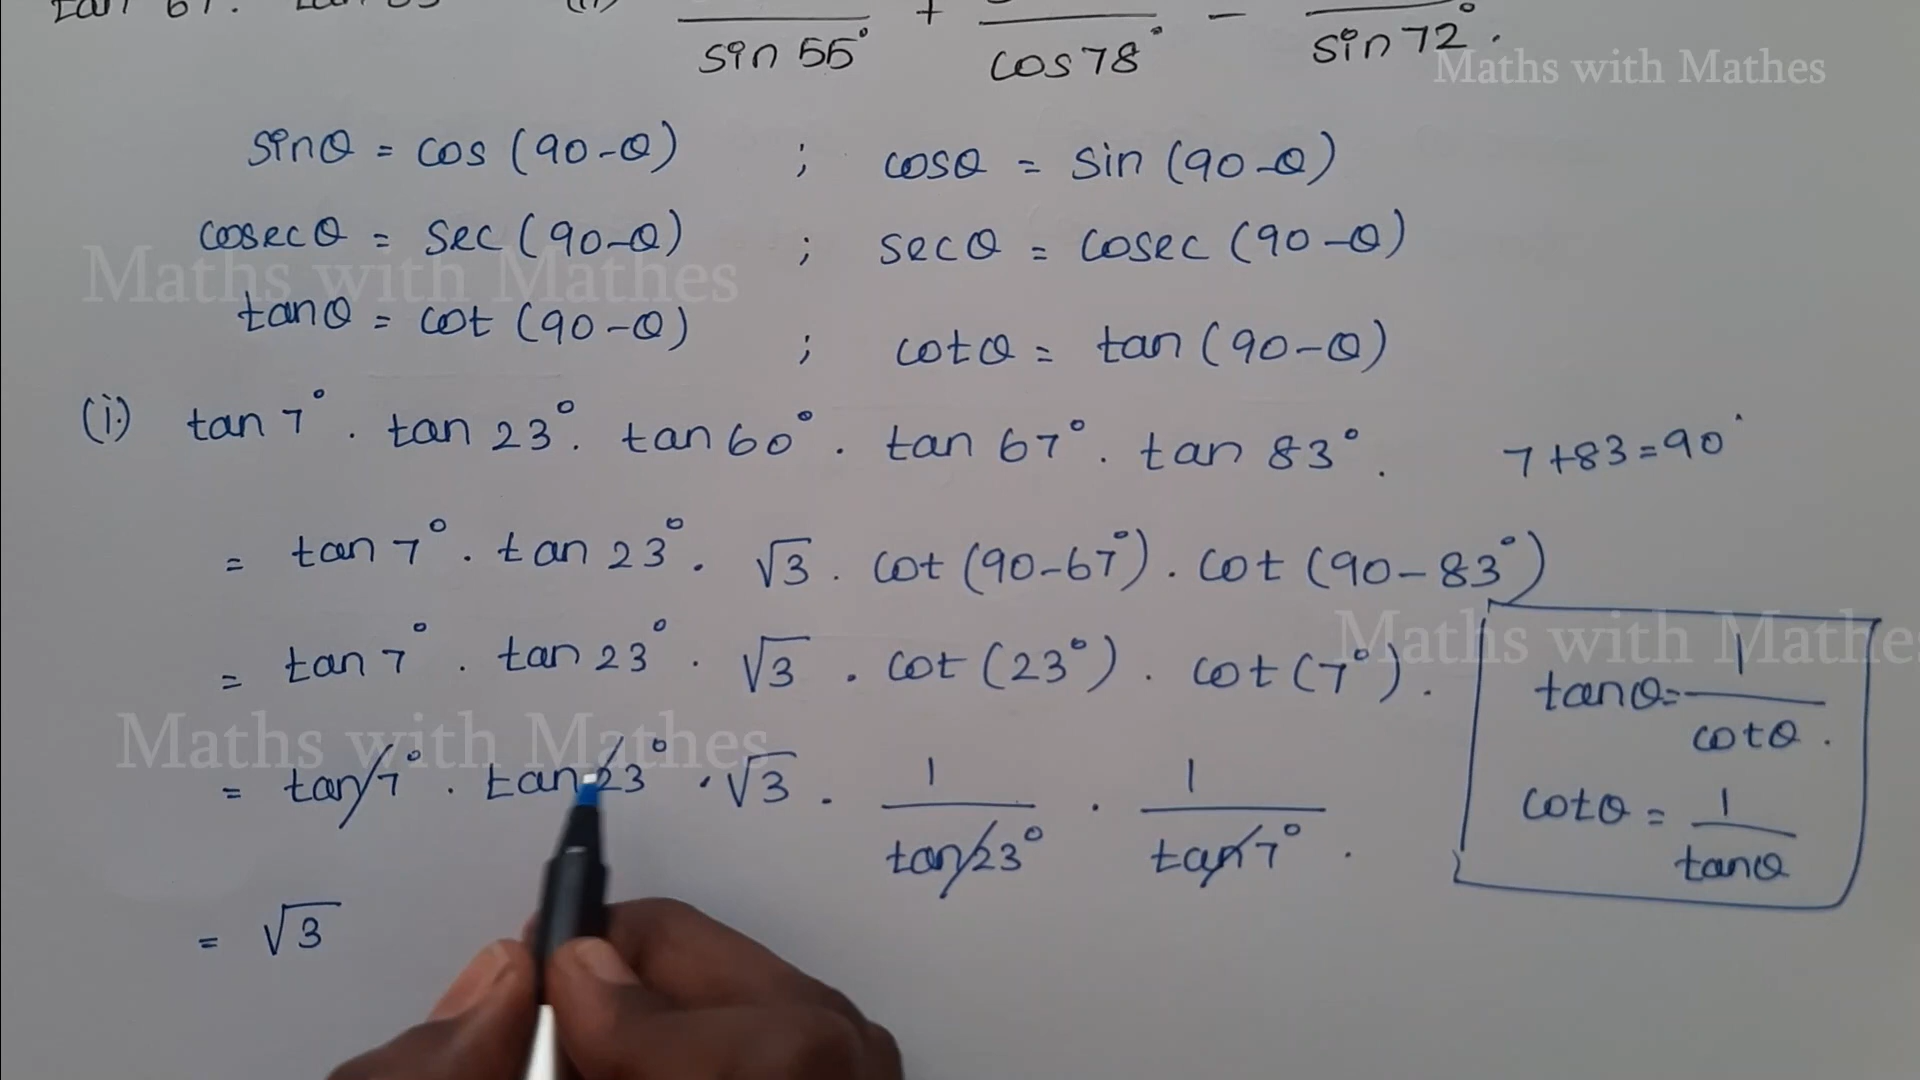 sin 55° + cos 78° - sin 72°.
Maths with Mathes
sinθ = cos (90-θ) ; cosθ = sin (90-θ)
cosecθ = sec (90-θ) ; secθ = cosec (90-θ)
Maths with Mathes
tanθ = cot (90-θ) ; cotθ = tan (90-θ)
(i) tan 7° . tan 23° . tan 60° . tan 67° . tan 83° . 7+83=90°
= tan 7° . tan 23° . √3 . cot (90-67°) . cot (90-83°)
Maths with Mathe
= tan 7° . tan 23° . √3 . cot (23°) . cot (7°) .
tanθ = 1/cotθ .
Maths with Mathes
= tan 7° . tan 23° . √3 . 1/tan 23° . 1/tan 7° .
cotθ = 1/tanθ
= √3